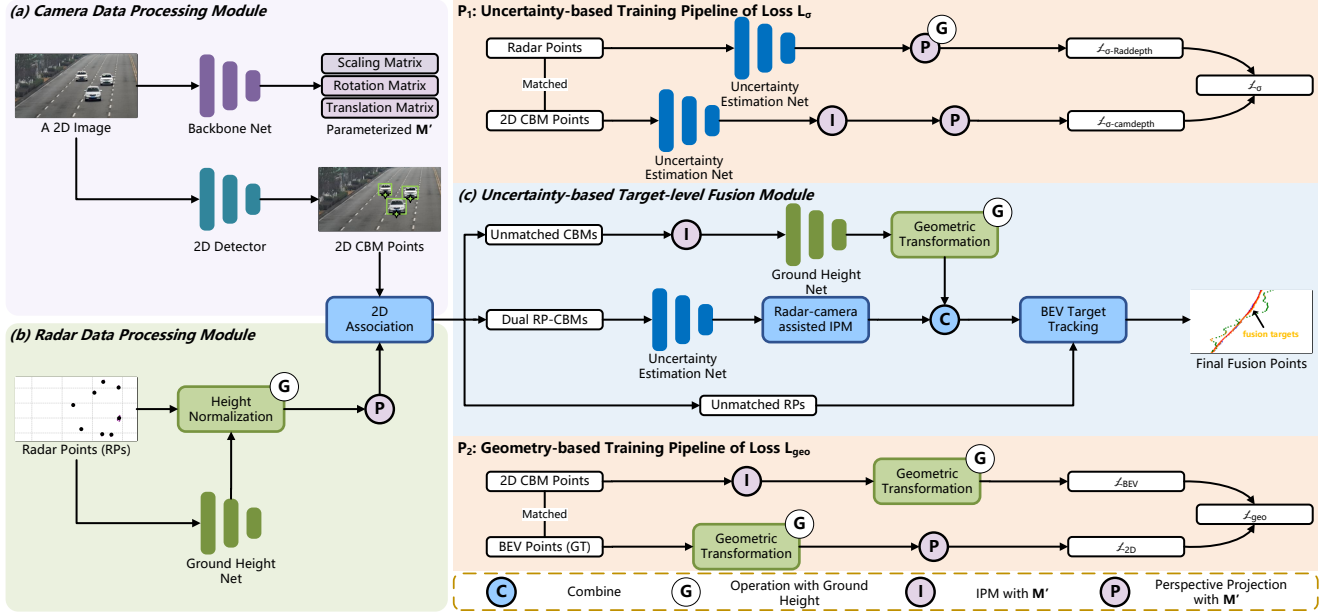 (a) Camera Data Processing Module
A 2D Image
Backbone Net
Scaling Matrix
Rotation Matrix
Translation Matrix
Parameterized M'
2D Detector
2D CBM Points
2D
Association
(b) Radar Data Processing Module
Radar Points (RPs)
Height
Normalization
G
P
Ground Height
Net
P₁: Uncertainty-based Training Pipeline of Loss L_σ
Radar Points
Matched
2D CBM Points
Uncertainty
Estimation Net
Uncertainty
Estimation Net
P
G
I
P
ℒσ-Raddepth
ℒσ-camdepth
ℒσ
(c) Uncertainty-based Target-level Fusion Module
Unmatched CBMs
I
Ground Height
Net
Geometric
Transformation
G
Dual RP-CBMs
Uncertainty
Estimation Net
Radar-camera
assisted IPM
C
BEV Target
Tracking
fusion targets
Final Fusion Points
Unmatched RPs
P₂: Geometry-based Training Pipeline of Loss L_geo
2D CBM Points
Matched
BEV Points (GT)
I
Geometric
Transformation
G
Geometric
Transformation
G
P
ℒBEV
ℒ2D
ℒgeo
C
Combine
G
Operation with Ground
Height
I
IPM with M'
P
Perspective Projection
with M'